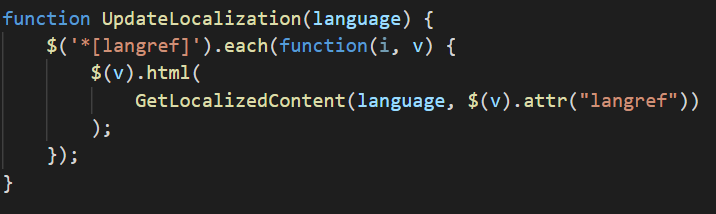 function UpdateLocalization(language) {
    $('*[langref]').each(function(i, v) {
        $(v).html(
            GetLocalizedContent(language, $(v).attr("langref"))
        );
    });
}